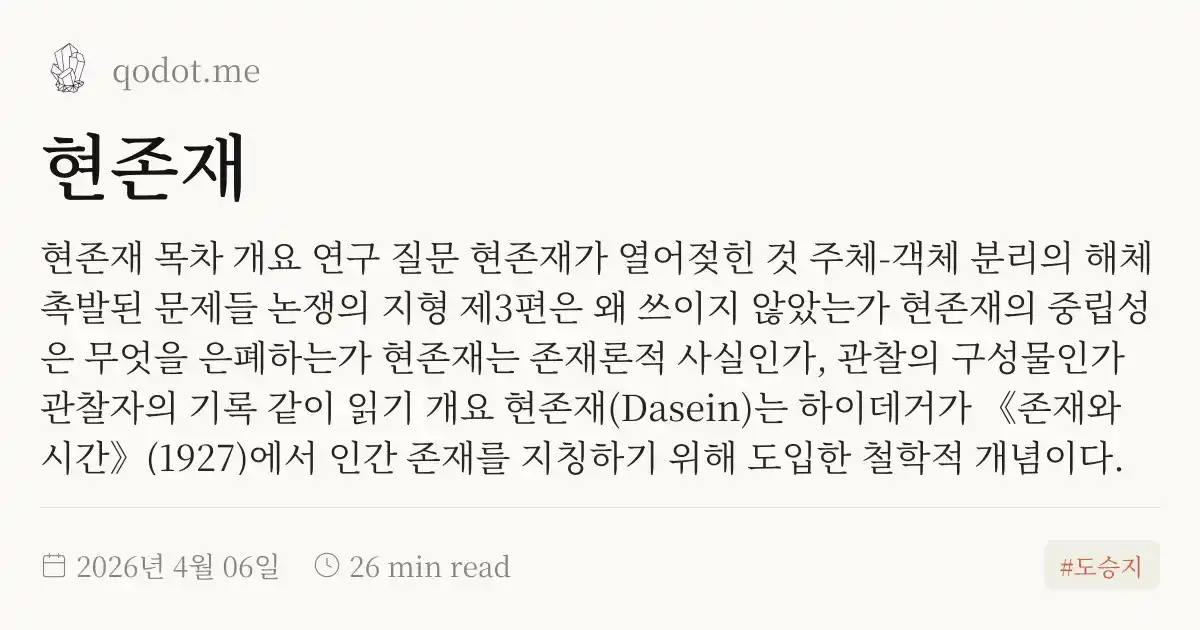 qodot.me
현존재
현존재 목차 개요 연구 질문 현존재가 열어젖힌 것 주체-객체 분리의 해체
촉발된 문제들 논쟁의 지형 제3편은 왜 쓰이지 않았는가 현존재의 중립성
은 무엇을 은폐하는가 현존재는 존재론적 사실인가, 관찰의 구성물인가
관찰자의 기록 같이 읽기 개요 현존재(Dasein)는 하이데거가 《존재와
시간》(1927)에서 인간 존재를 지칭하기 위해 도입한 철학적 개념이다.
2026년 4월 06일 26 min read #도승지